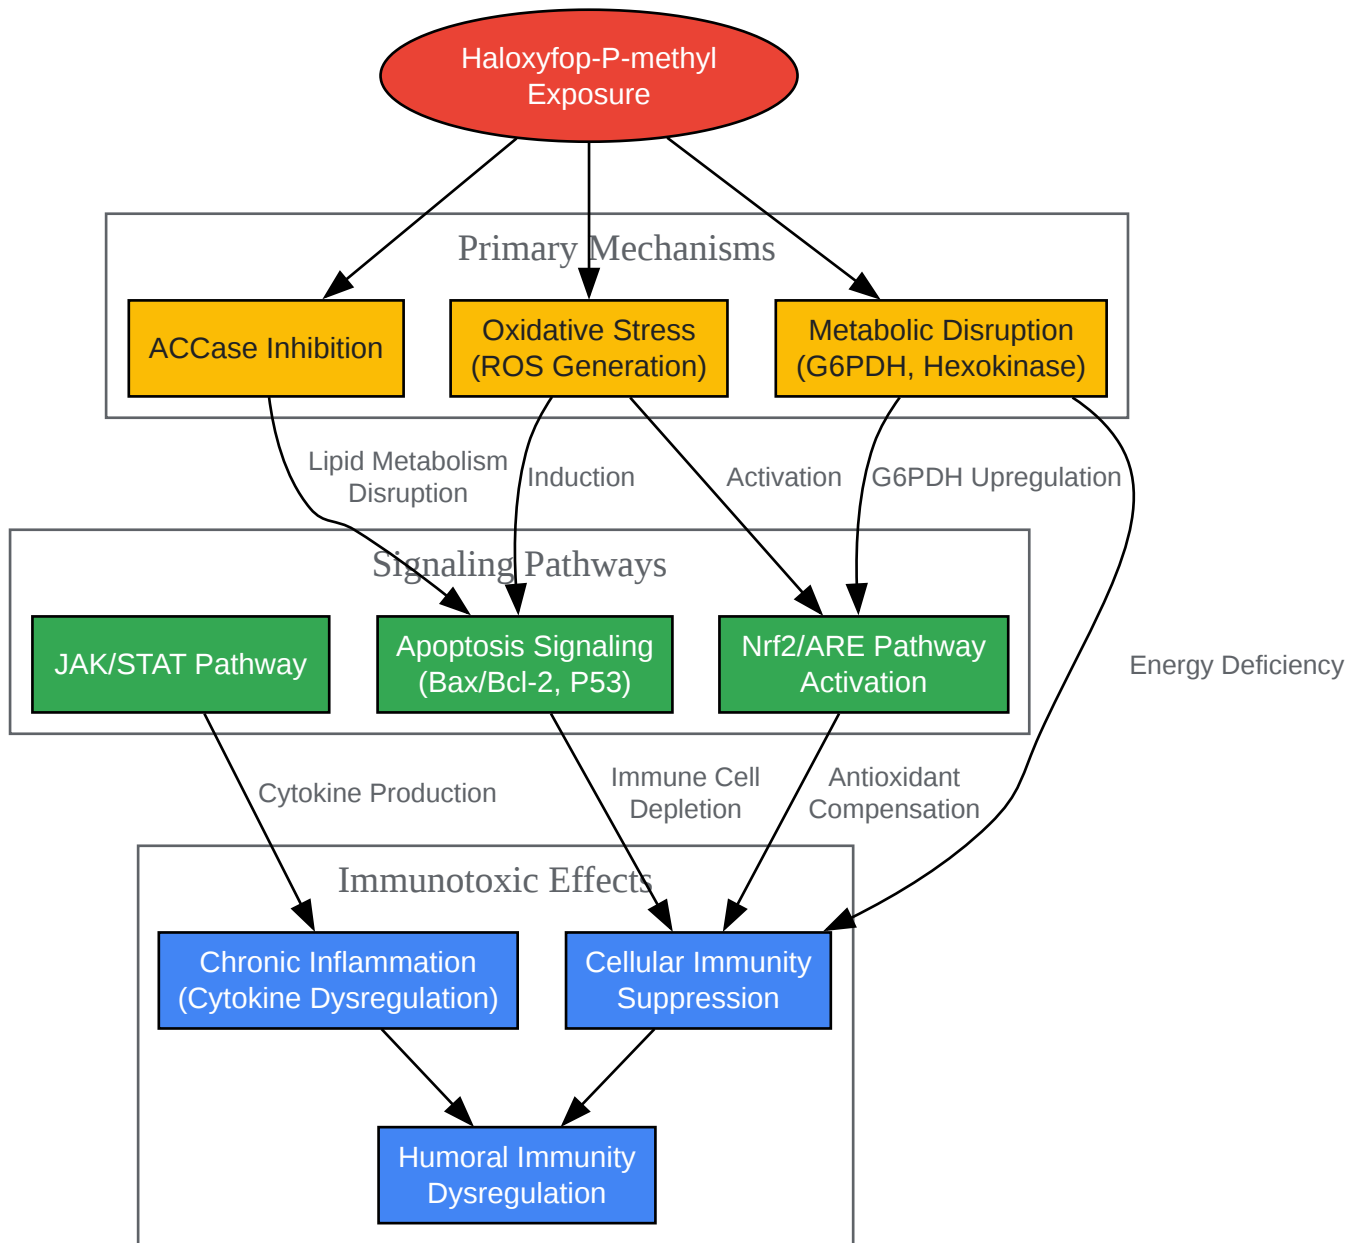 Haloxyfop-P-methyl
Exposure
Primary Mechanisms
ACCase Inhibition
Oxidative Stress
(ROS Generation)
Metabolic Disruption
(G6PDH, Hexokinase)
Lipid Metabolism
Disruption
Induction
Activation
G6PDH Upregulation
Signaling Pathways
JAK/STAT Pathway
Apoptosis Signaling
(Bax/Bcl-2, P53)
Nrf2/ARE Pathway
Activation
Energy Deficiency
Cytokine Production
Immune Cell
Depletion
Antioxidant
Compensation
Immunotoxic Effects
Chronic Inflammation
(Cytokine Dysregulation)
Cellular Immunity
Suppression
Humoral Immunity
Dysregulation